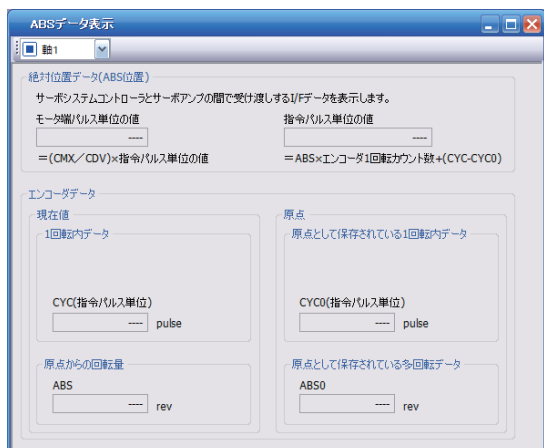 ABSデータ表示
軸1
絶対位置データ(ABS位置)
サーボシステムコントローラとサーボアンプの間で受け渡しするI/Fデータを表示します。
モータ端パルス単位の値
指令パルス単位の値
----
----
=(CMX/CDV)×指令パルス単位の値
=ABS×エンコーダ1回転カウント数+(CYC-CYC0)
エンコーダデータ
現在値
原点
1回転内データ
原点として保存されている1回転内データ
CYC(指令パルス単位)
CYC0(指令パルス単位)
---- pulse
---- pulse
原点からの回転量
原点として保存されている多回転データ
ABS
ABS0
---- rev
---- rev